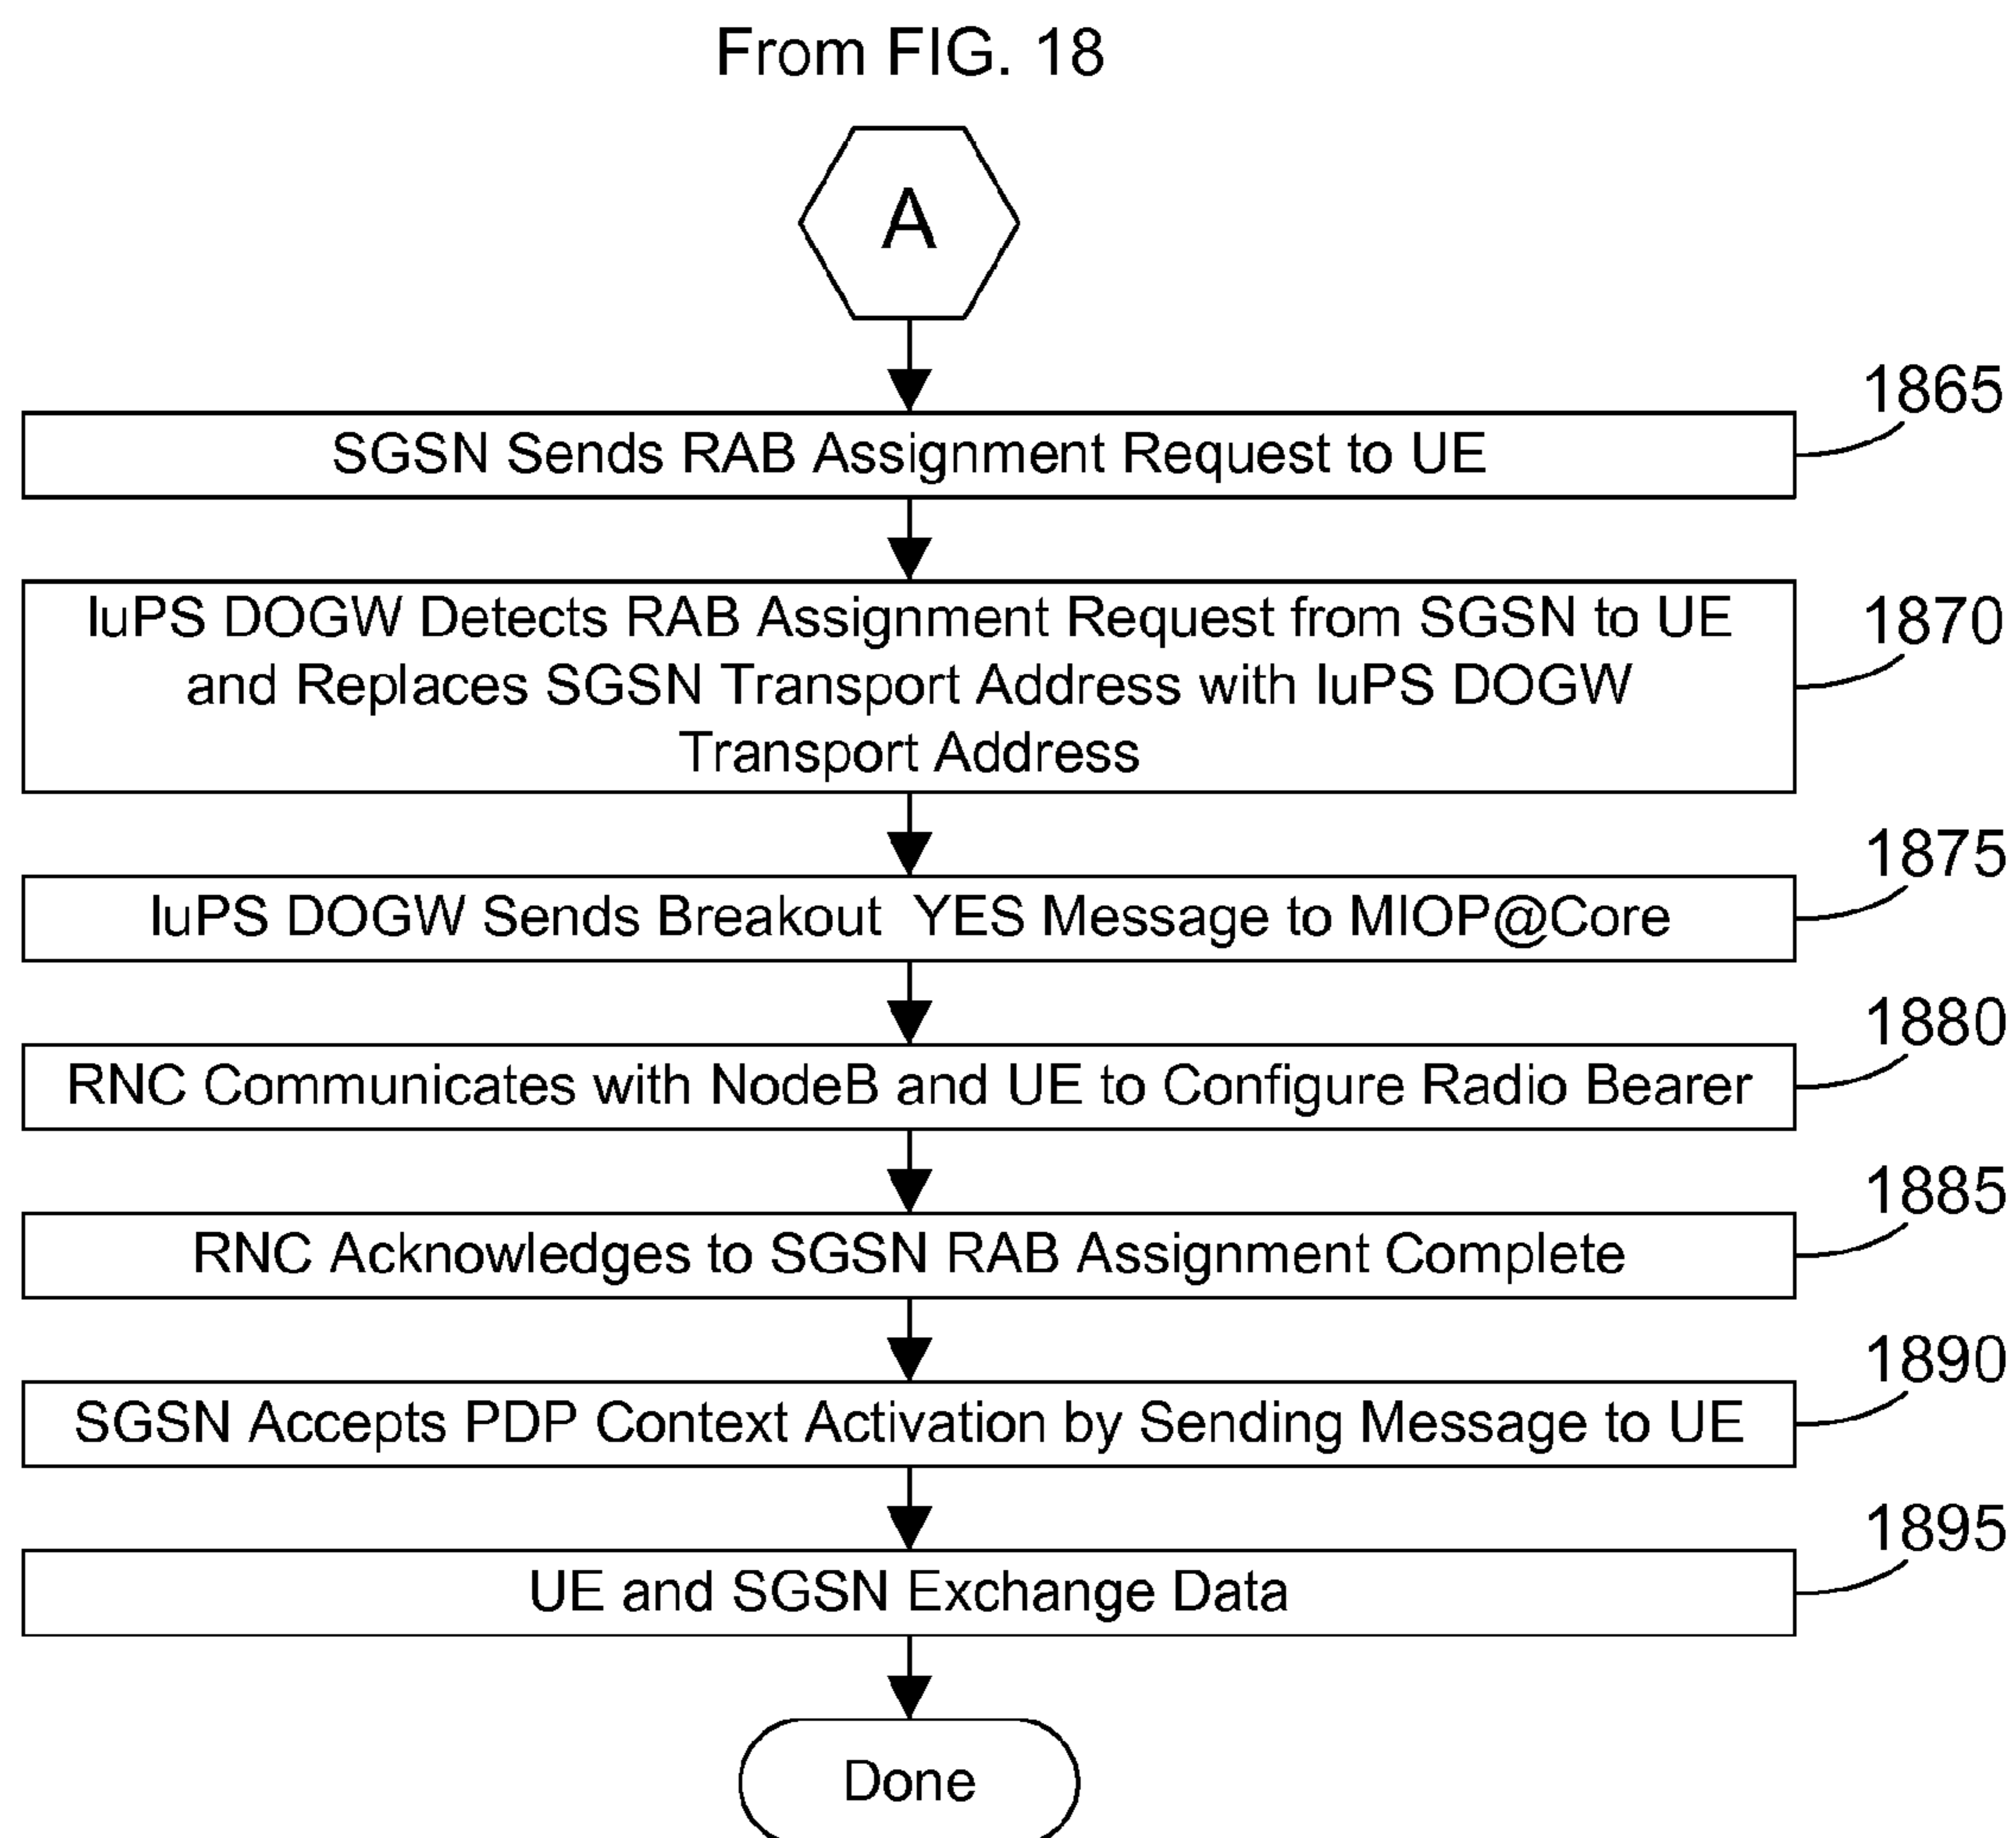 From FIG. 18
A
1865
SGSN Sends RAB Assignment Request to UE
1870
IuPS DOGW Detects RAB Assignment Request from SGSN to UE
and Replaces SGSN Transport Address with IuPS DOGW
Transport Address
1875
IuPS DOGW Sends Breakout YES Message to MIOP@Core
1880
RNC Communicates with NodeB and UE to Configure Radio Bearer
1885
RNC Acknowledges to SGSN RAB Assignment Complete
1890
SGSN Accepts PDP Context Activation by Sending Message to UE
1895
UE and SGSN Exchange Data
Done